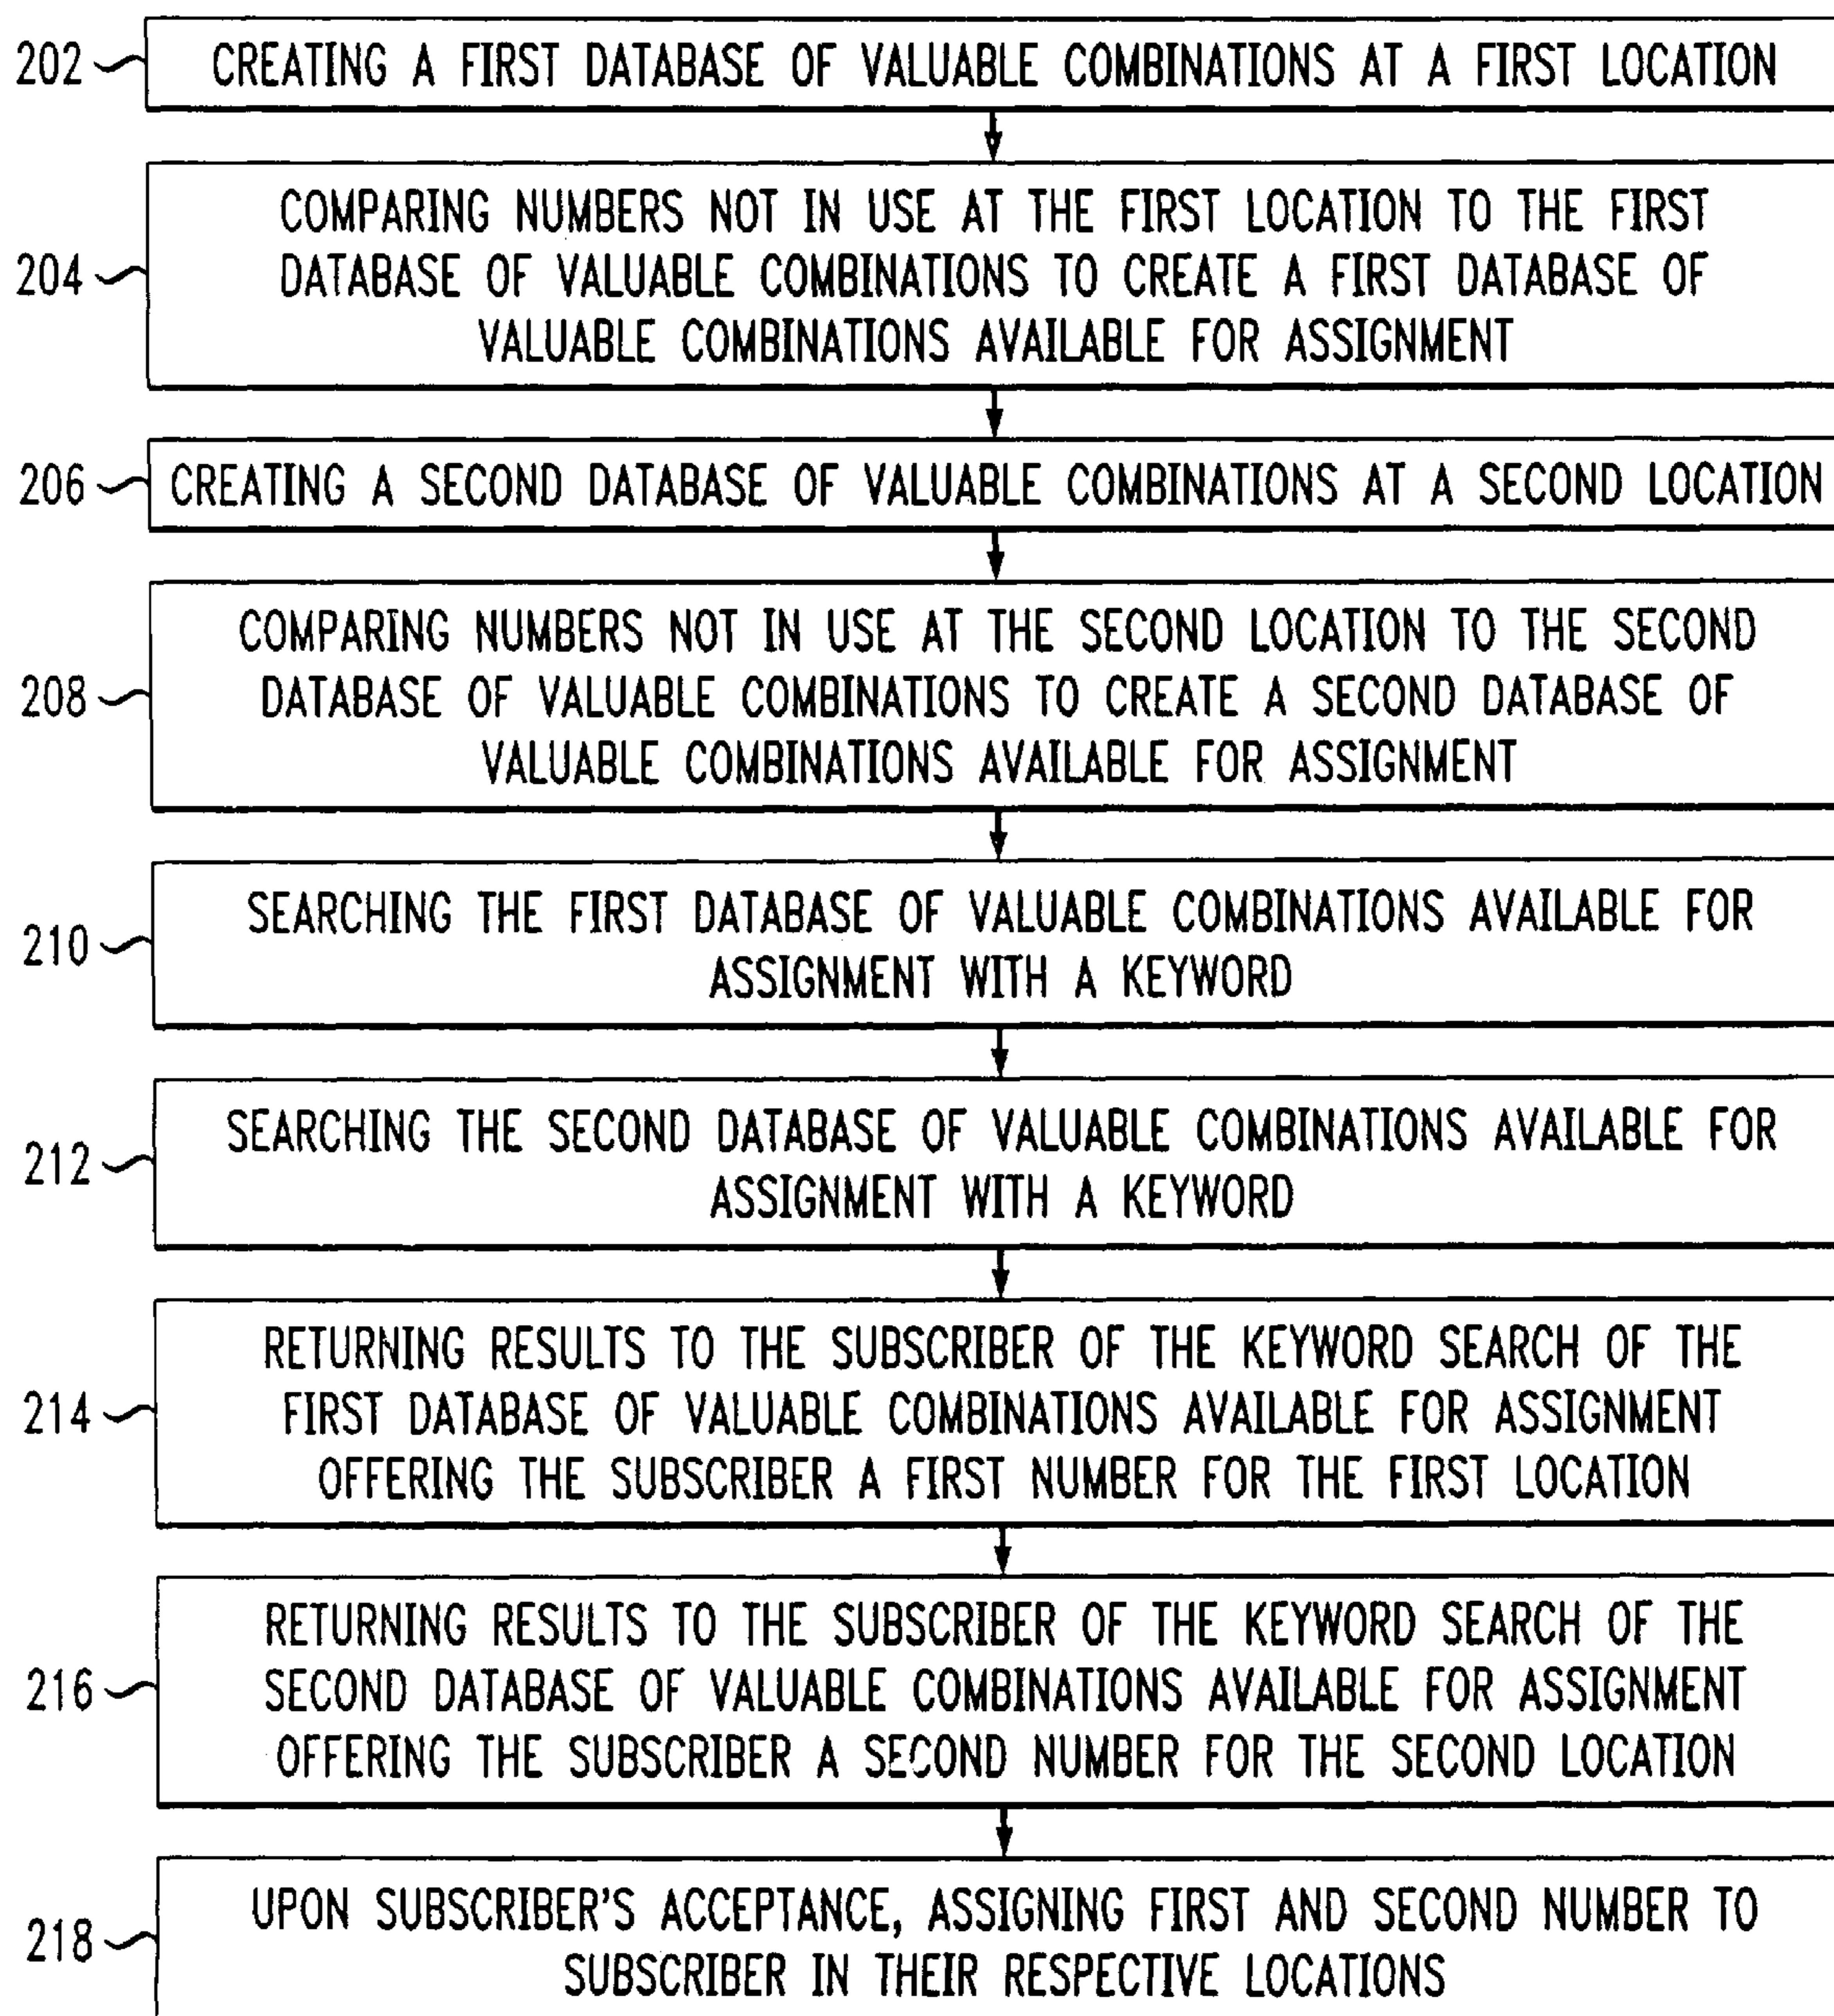 202 CREATING A FIRST DATABASE OF VALUABLE COMBINATIONS AT A FIRST LOCATION
COMPARING NUMBERS NOT IN USE AT THE FIRST LOCATION TO THE FIRST
204 DATABASE OF VALUABLE COMBINATIONS TO CREATE A FIRST DATABASE OF
VALUABLE COMBINATIONS AVAILABLE FOR ASSIGNMENT
206 CREATING A SECOND DATABASE OF VALUABLE COMBINATIONS AT A SECOND LOCATION
COMPARING NUMBERS NOT IN USE AT THE SECOND LOCATION TO THE SECOND
208 DATABASE OF VALUABLE COMBINATIONS TO CREATE A SECOND DATABASE OF
VALUABLE COMBINATIONS AVAILABLE FOR ASSIGNMENT
210 SEARCHING THE FIRST DATABASE OF VALUABLE COMBINATIONS AVAILABLE FOR
ASSIGNMENT WITH A KEYWORD
212 SEARCHING THE SECOND DATABASE OF VALUABLE COMBINATIONS AVAILABLE FOR
ASSIGNMENT WITH A KEYWORD
RETURNING RESULTS TO THE SUBSCRIBER OF THE KEYWORD SEARCH OF THE
214 FIRST DATABASE OF VALUABLE COMBINATIONS AVAILABLE FOR ASSIGNMENT
OFFERING THE SUBSCRIBER A FIRST NUMBER FOR THE FIRST LOCATION
RETURNING RESULTS TO THE SUBSCRIBER OF THE KEYWORD SEARCH OF THE
216 SECOND DATABASE OF VALUABLE COMBINATIONS AVAILABLE FOR ASSIGNMENT
OFFERING THE SUBSCRIBER A SECOND NUMBER FOR THE SECOND LOCATION
218 UPON SUBSCRIBER'S ACCEPTANCE, ASSIGNING FIRST AND SECOND NUMBER TO
SUBSCRIBER IN THEIR RESPECTIVE LOCATIONS